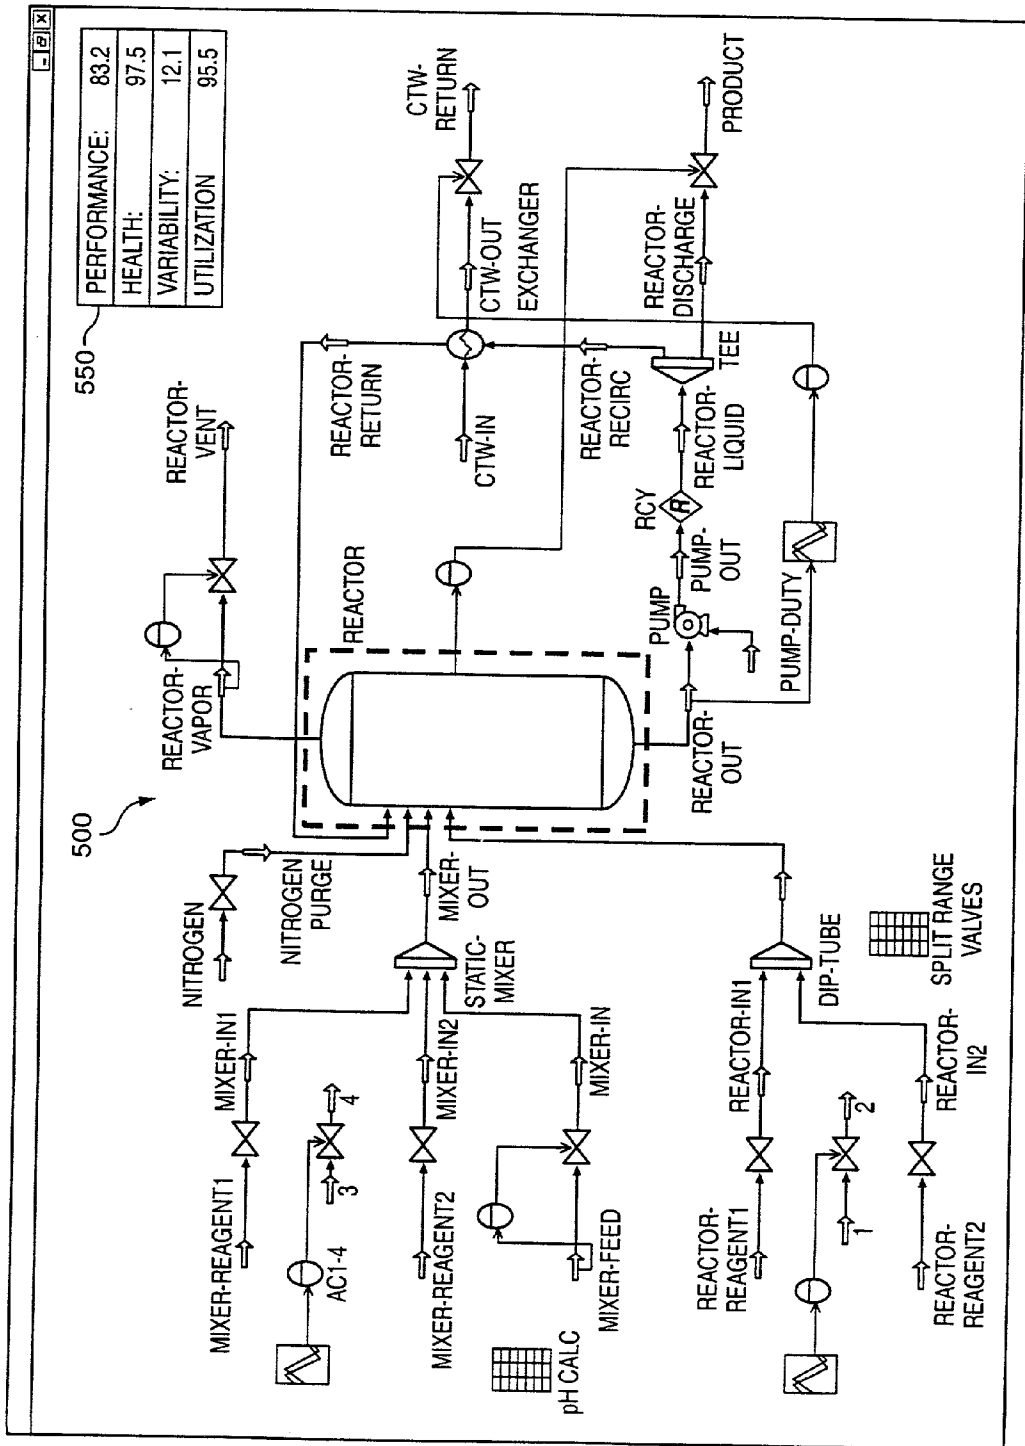 550
PERFORMANCE: 83.2
HEALTH: 97.5
VARIABILITY: 12.1
UTILIZATION 95.5
500
NITROGEN
NITROGEN
PURGE
REACTOR-
VAPOR
REACTOR-
VENT
REACTOR
REACTOR-
RETURN
CTW-IN
CTW-OUT
EXCHANGER
CTW-
RETURN
MIXER-REAGENT1
MIXER-IN1
AC1-4
3
4
MIXER-REAGENT2
MIXER-IN2
STATIC-
MIXER
MIXER-
OUT
MIXER-FEED
MIXER-IN
pH CALC
REACTOR-
RECIRC
REACTOR-
DISCHARGE
PRODUCT
PUMP
RCY
R
PUMP-
OUT
REACTOR-
LIQUID
TEE
REACTOR-
OUT
PUMP-DUTY
REACTOR-
REAGENT1
REACTOR-IN1
1
2
DIP-TUBE
REACTOR-
REAGENT2
REACTOR-
IN2
SPLIT RANGE
VALVES